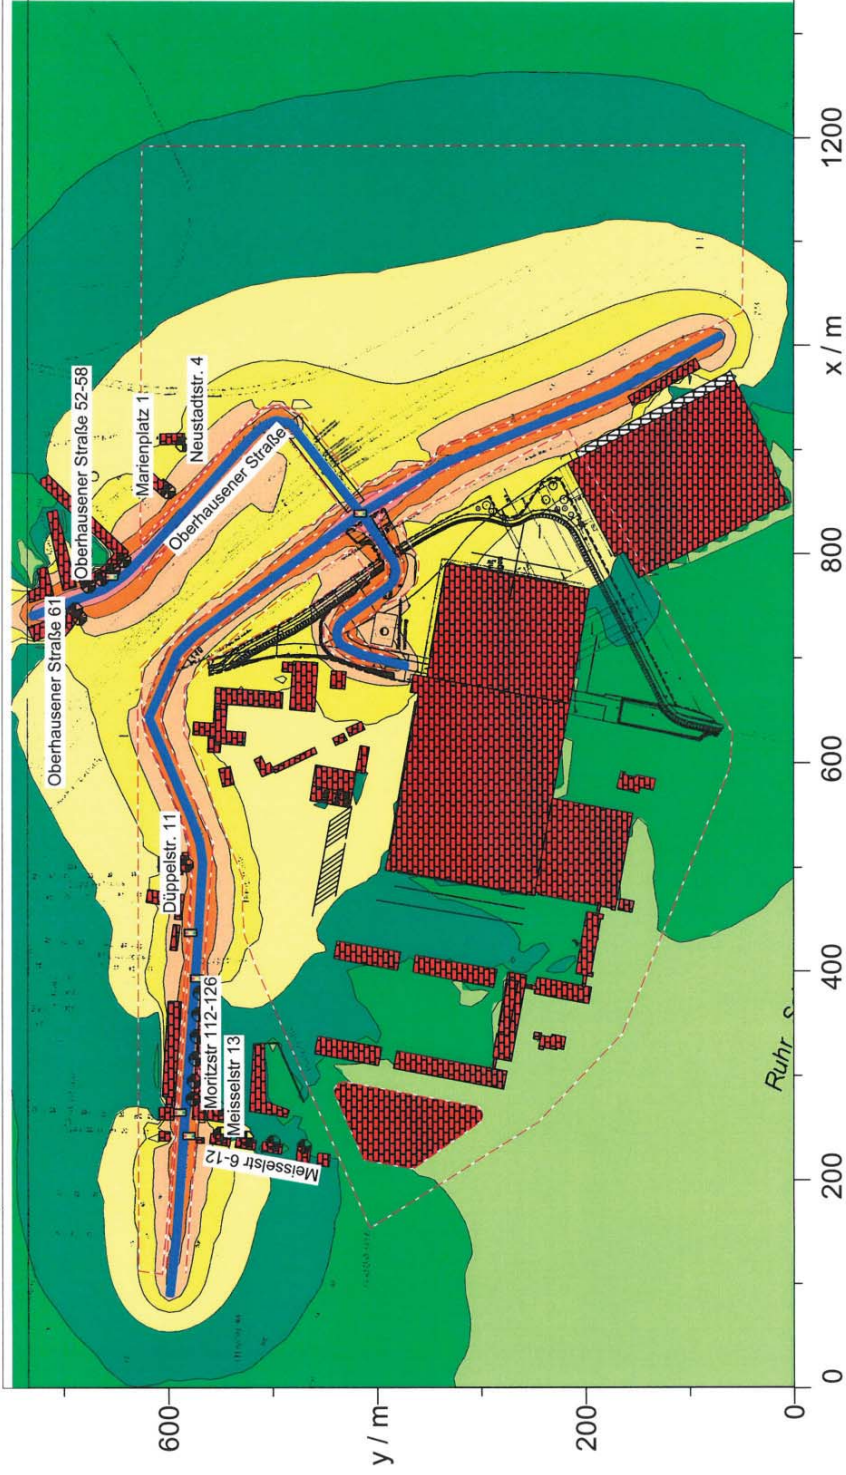 Oberhausener Straße 61
Oberhausener Straße 52-58
Marienplatz 1
Neustadtstr. 4
Oberhausener Straße
Düppelstr. 11
Moritzstr 112-126
Meisselstr 13
Meisselstr 6-12
Ruhr
600
y / m
200
0
0
200
400
600
800
x / m
1200